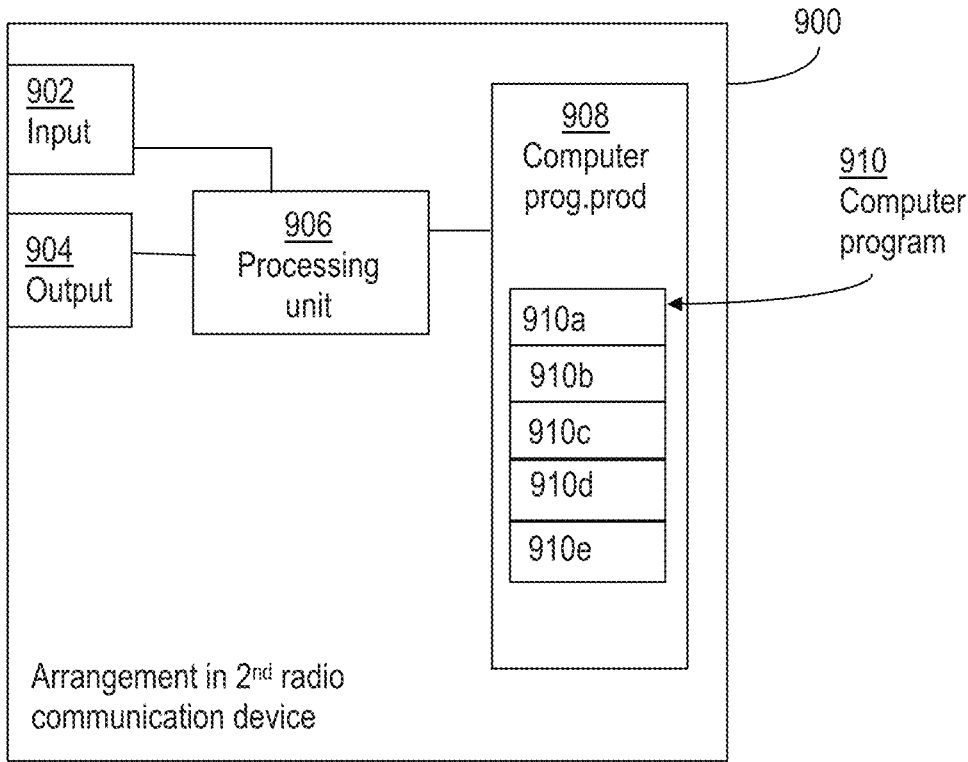 900
902
Input
904
Output
906
Processing
unit
908
Computer
prog.prod
910
Computer
program
910a
910b
910c
910d
910e
Arrangement in 2nd radio
communication device